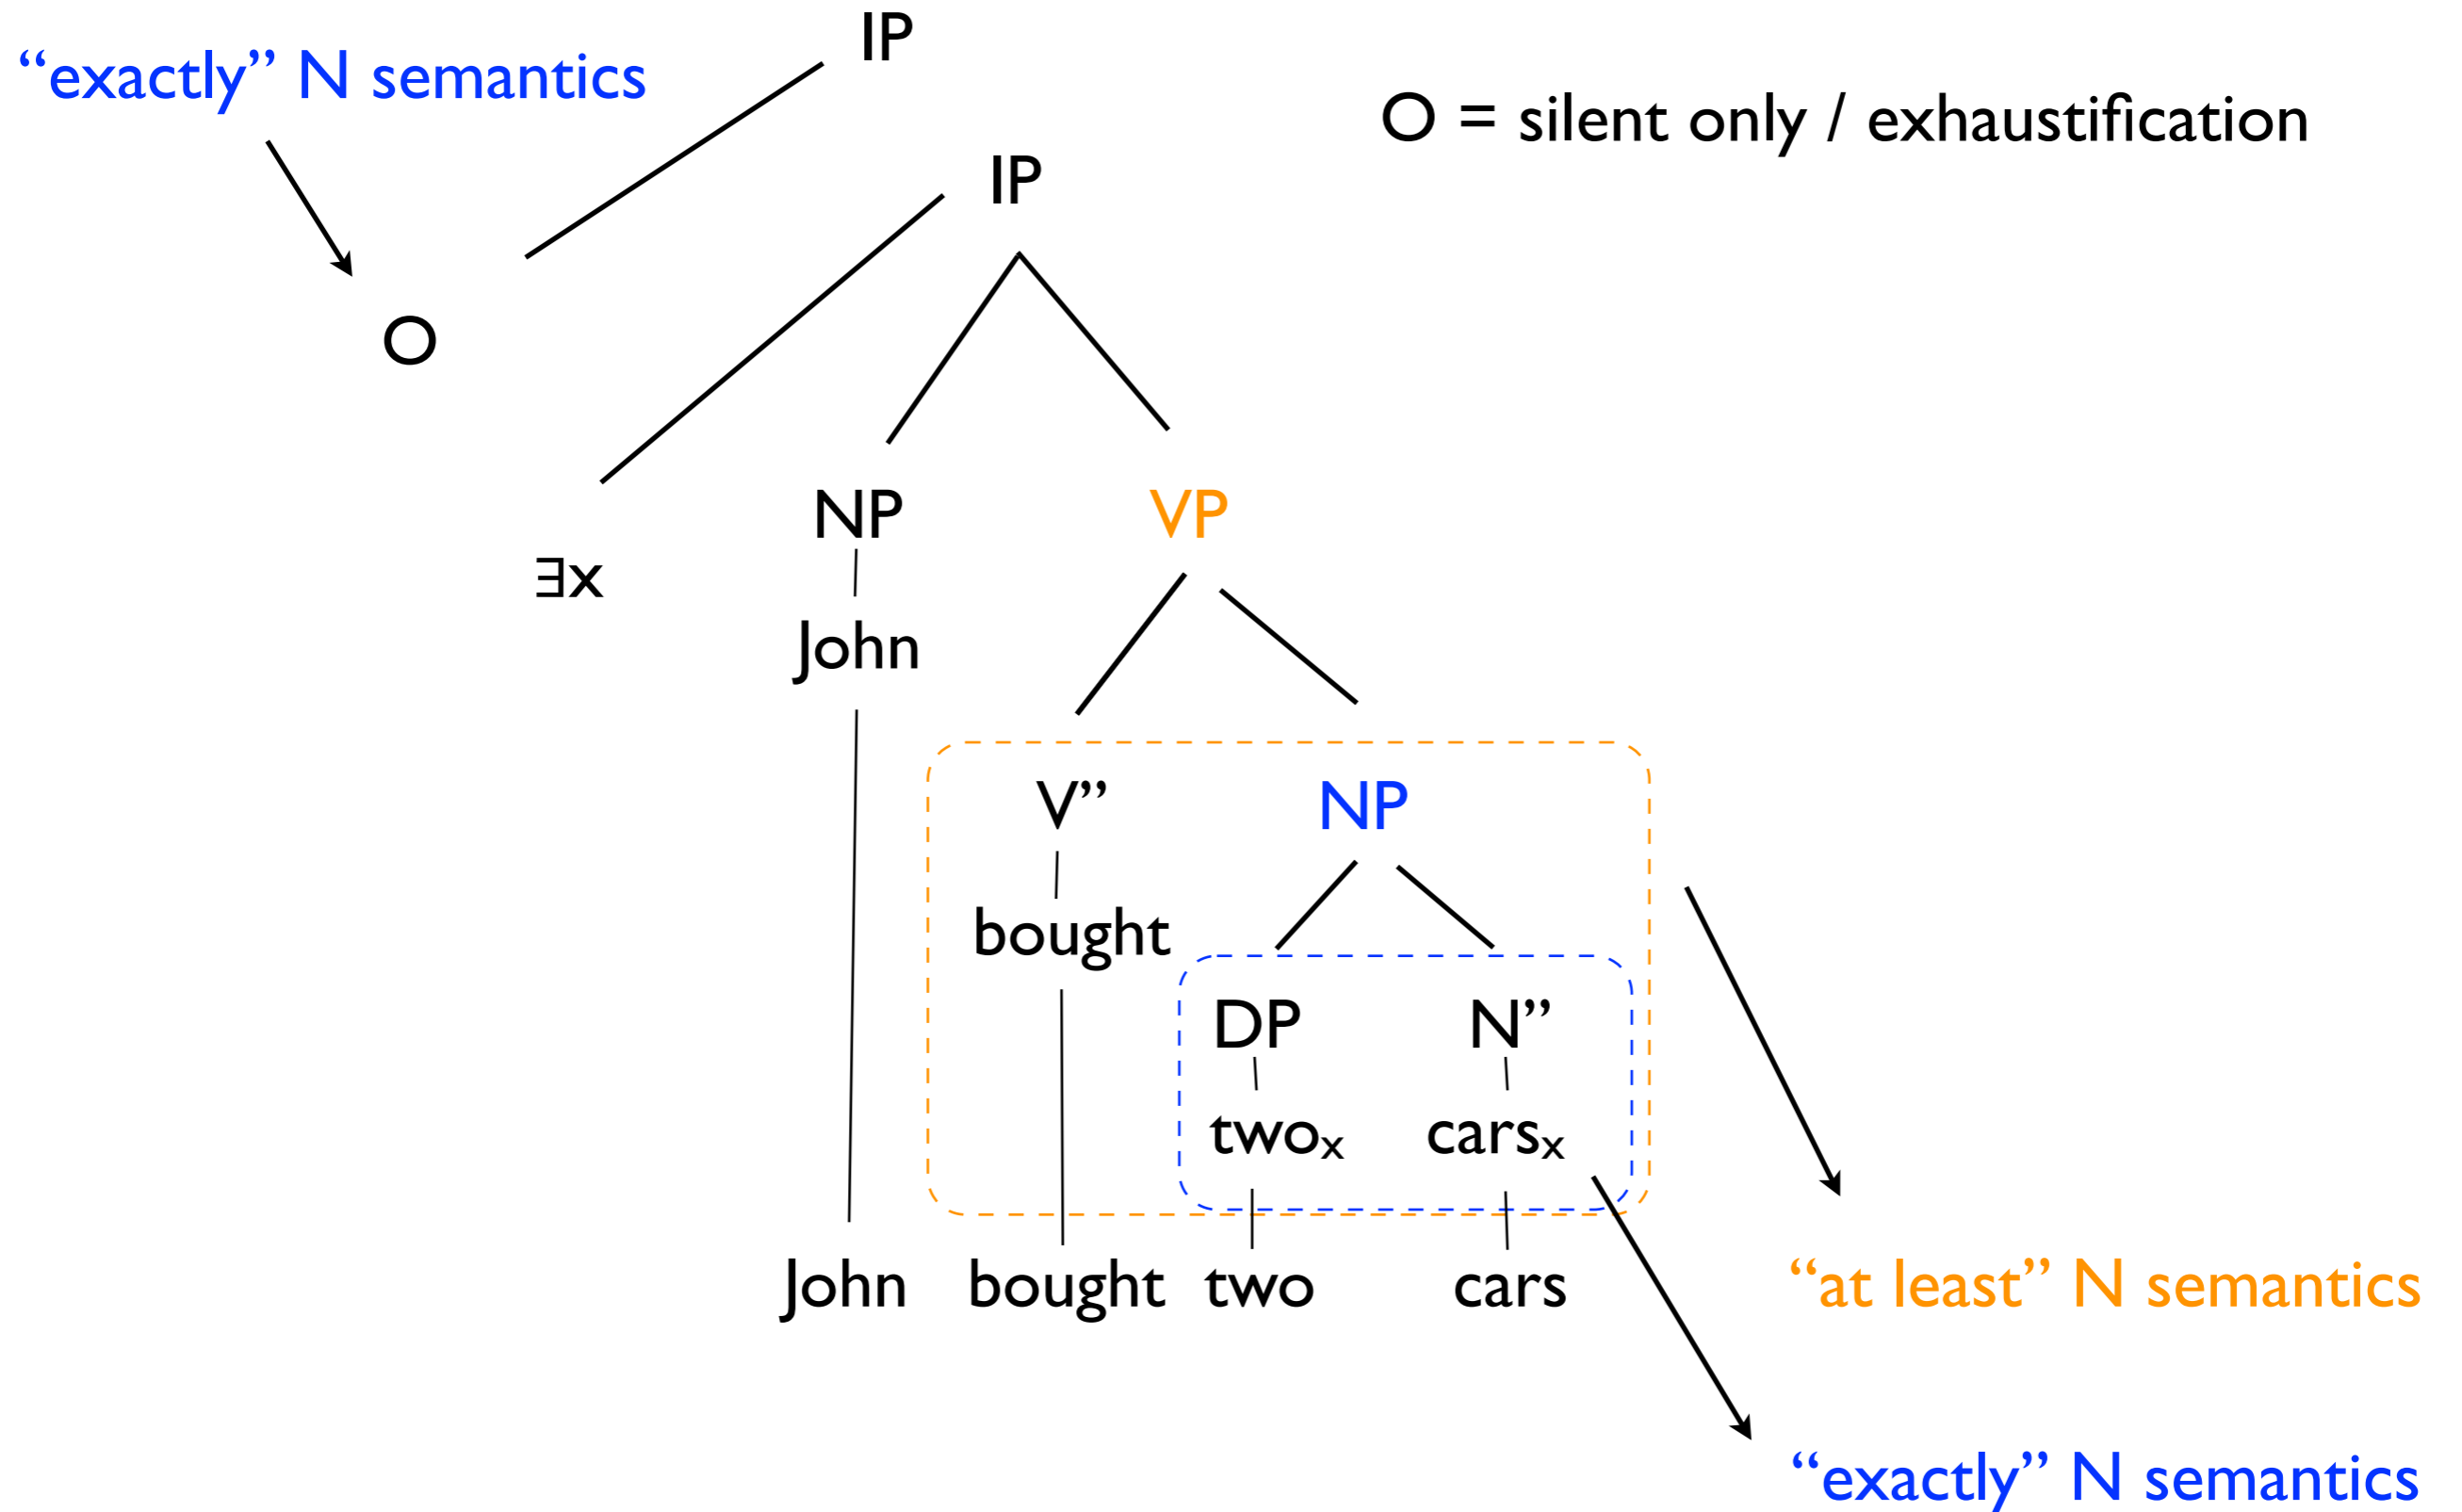 IP
“exactly” N semantics
O = silent only / exhaustification
IP
O
NP
VP
∃x
John
V”
NP
bought
DP
N”
twoₓ
carsₓ
John bought two cars
“at least” N semantics
“exactly” N semantics